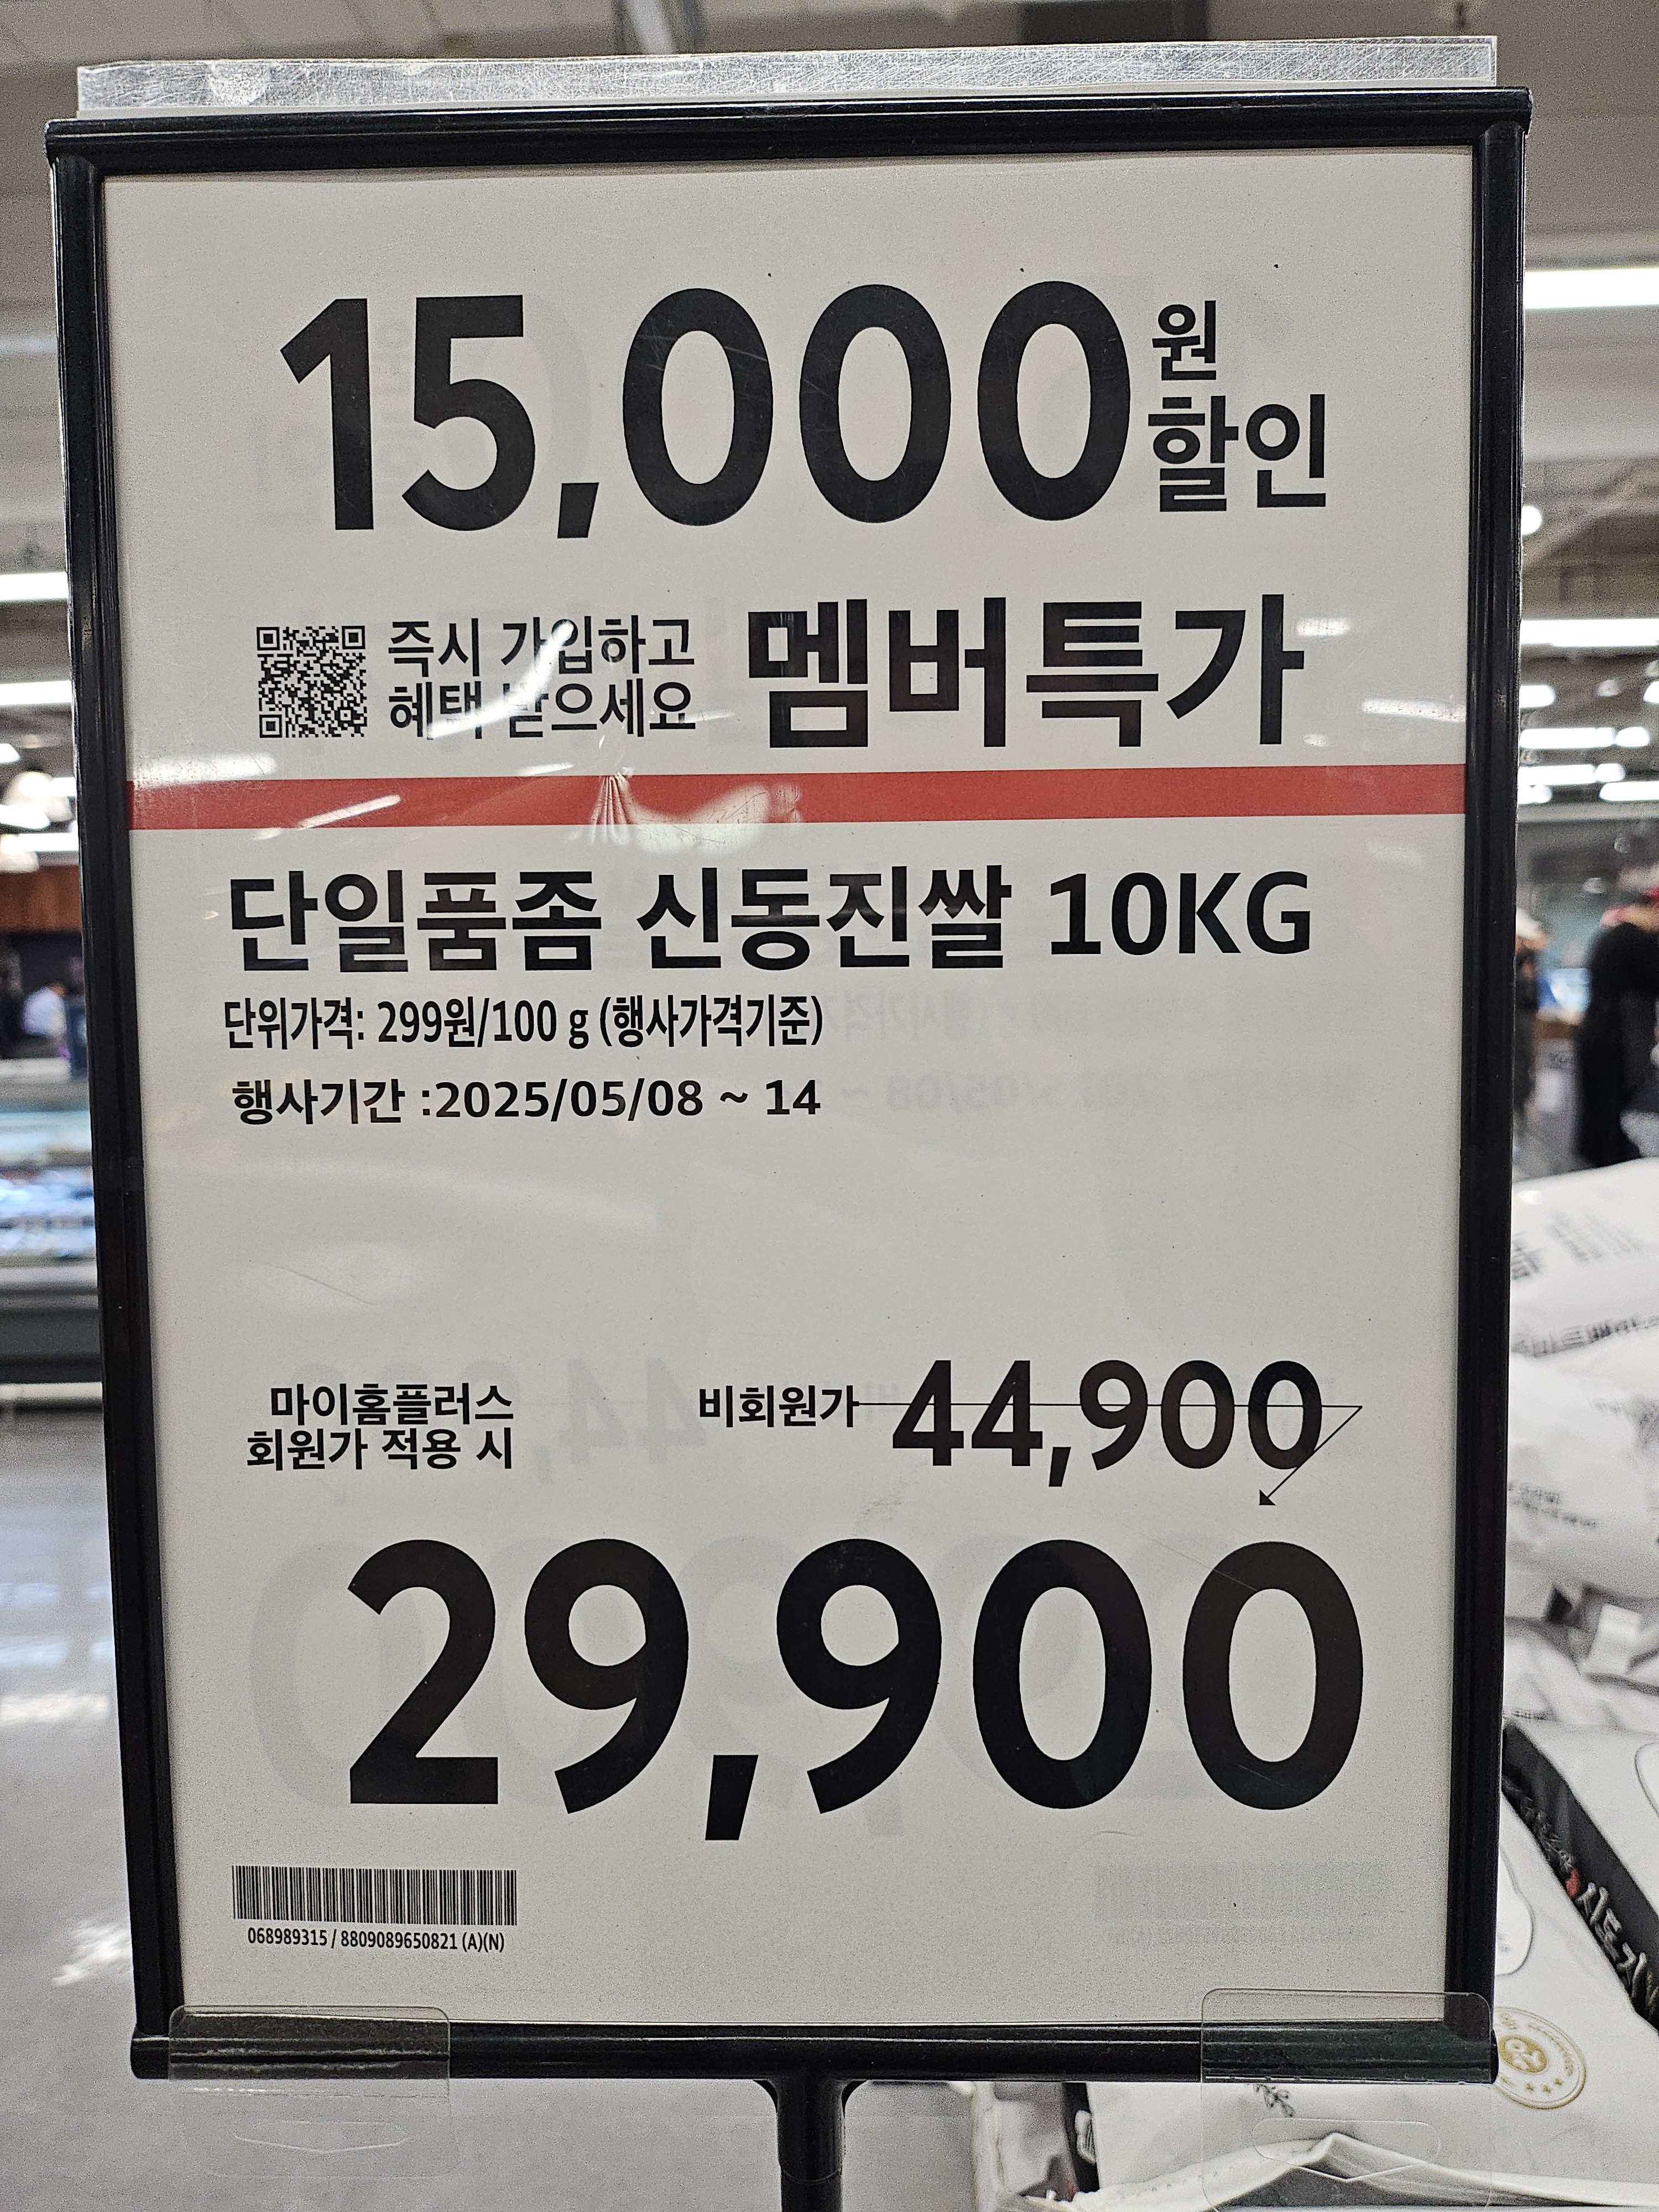 15,000원
할인
즉시 가입하고
혜택 받으세요
멤버특가
단일품좀 신동진쌀 10KG
단위가격: 299원/100 g (행사가격기준)
행사기간 :2025/05/08 ~ 14
마이홈플러스
회원가 적용 시
비회원가 44,900
29,900
068989315 / 8809089650821 (A)(N)